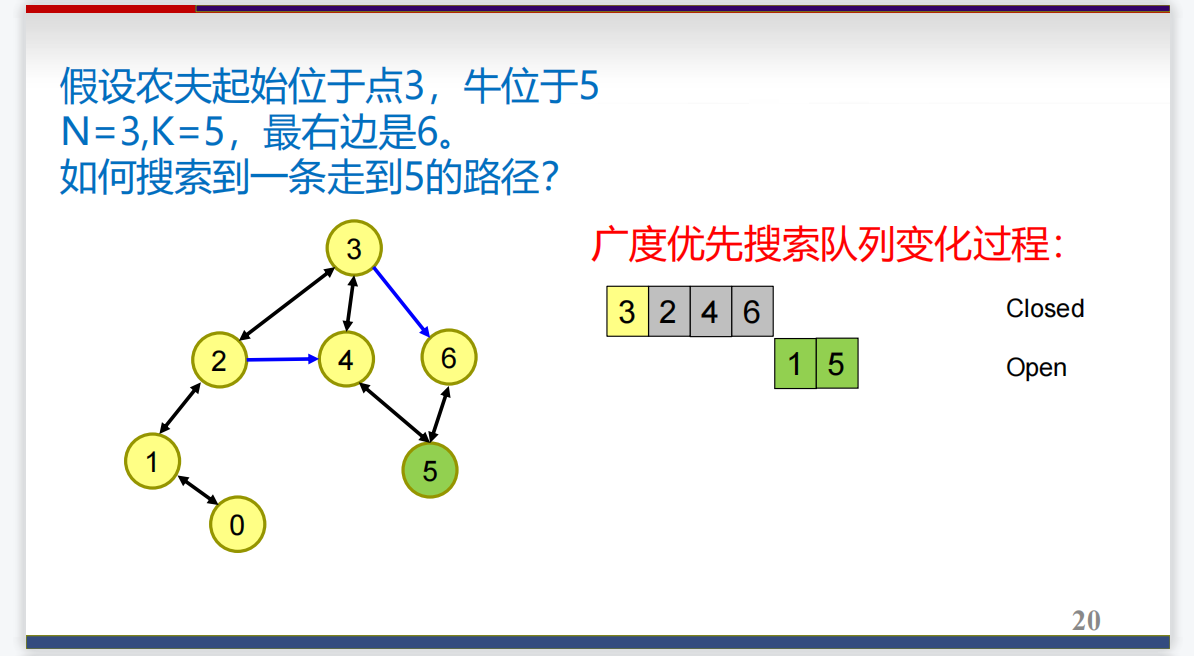 假设农夫起始位于点3，牛位于5
N=3,K=5，最右边是6。
如何搜索到一条走到5的路径？
广度优先搜索队列变化过程：
3 2 4 6
Closed
1 5
Open
3
2
4
6
1
5
0
20